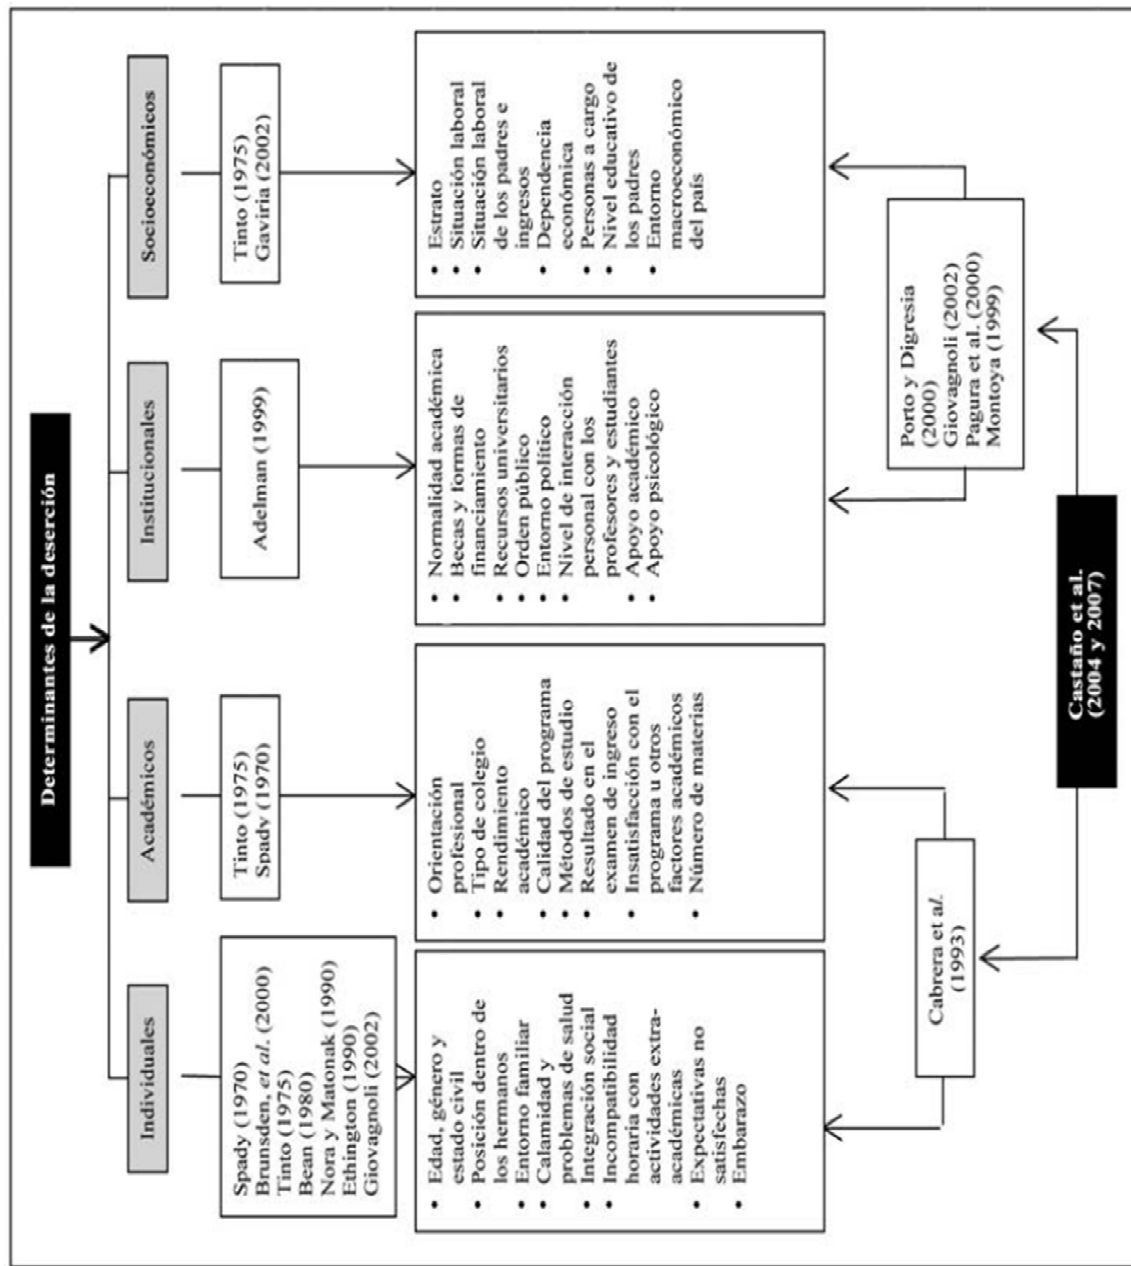 Determinantes de la deserción
Individuales
Académicos
Institucionales
Socioeconómicos
Spady (1970)
Brunsden, et al. (2000)
Tinto (1975)
Bean (1980)
Nora y Matonak (1990)
Ethington (1990)
Giovagnoli (2002)
Tinto (1975)
Spady (1970)
Adelman (1999)
Tinto (1975)
Gaviria (2002)
• Edad, género y
estado civil
• Posición dentro de
los hermanos
• Entorno familiar
• Calamidad y
problemas de salud
• Integración social
• Incompatibilidad
horaria con
actividades extra-
académicas
• Expectativas no
satisfechas
• Embarazo
• Orientación
profesional
• Tipo de colegio
• Rendimiento
académico
• Calidad del programa
• Métodos de estudio
• Resultado en el
examen de ingreso
• Insatisfacción con el
programa u otros
factores académicos
• Número de materias
• Normalidad académica
• Becas y formas de
financiamiento
• Recursos universitarios
• Orden público
• Entorno político
• Nivel de interacción
personal con los
profesores y estudiantes
• Apoyo académico
• Apoyo psicológico
• Estrato
• Situación laboral
• Situación laboral
de los padres e
ingresos
• Dependencia
económica
• Personas a cargo
• Nivel educativo de
los padres
• Entorno
macroeconómico
del país
Cabrera et al.
(1993)
Porto y Digresia
(2000)
Giovagnoli (2002)
Pagura et al. (2000)
Montoya (1999)
Castaño et al.
(2004 y 2007)